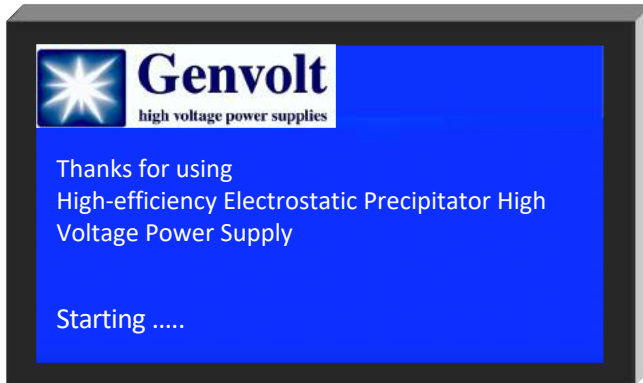 Genvolt
high voltage power supplies
Thanks for using
High-efficiency Electrostatic Precipitator High
Voltage Power Supply
Starting .....